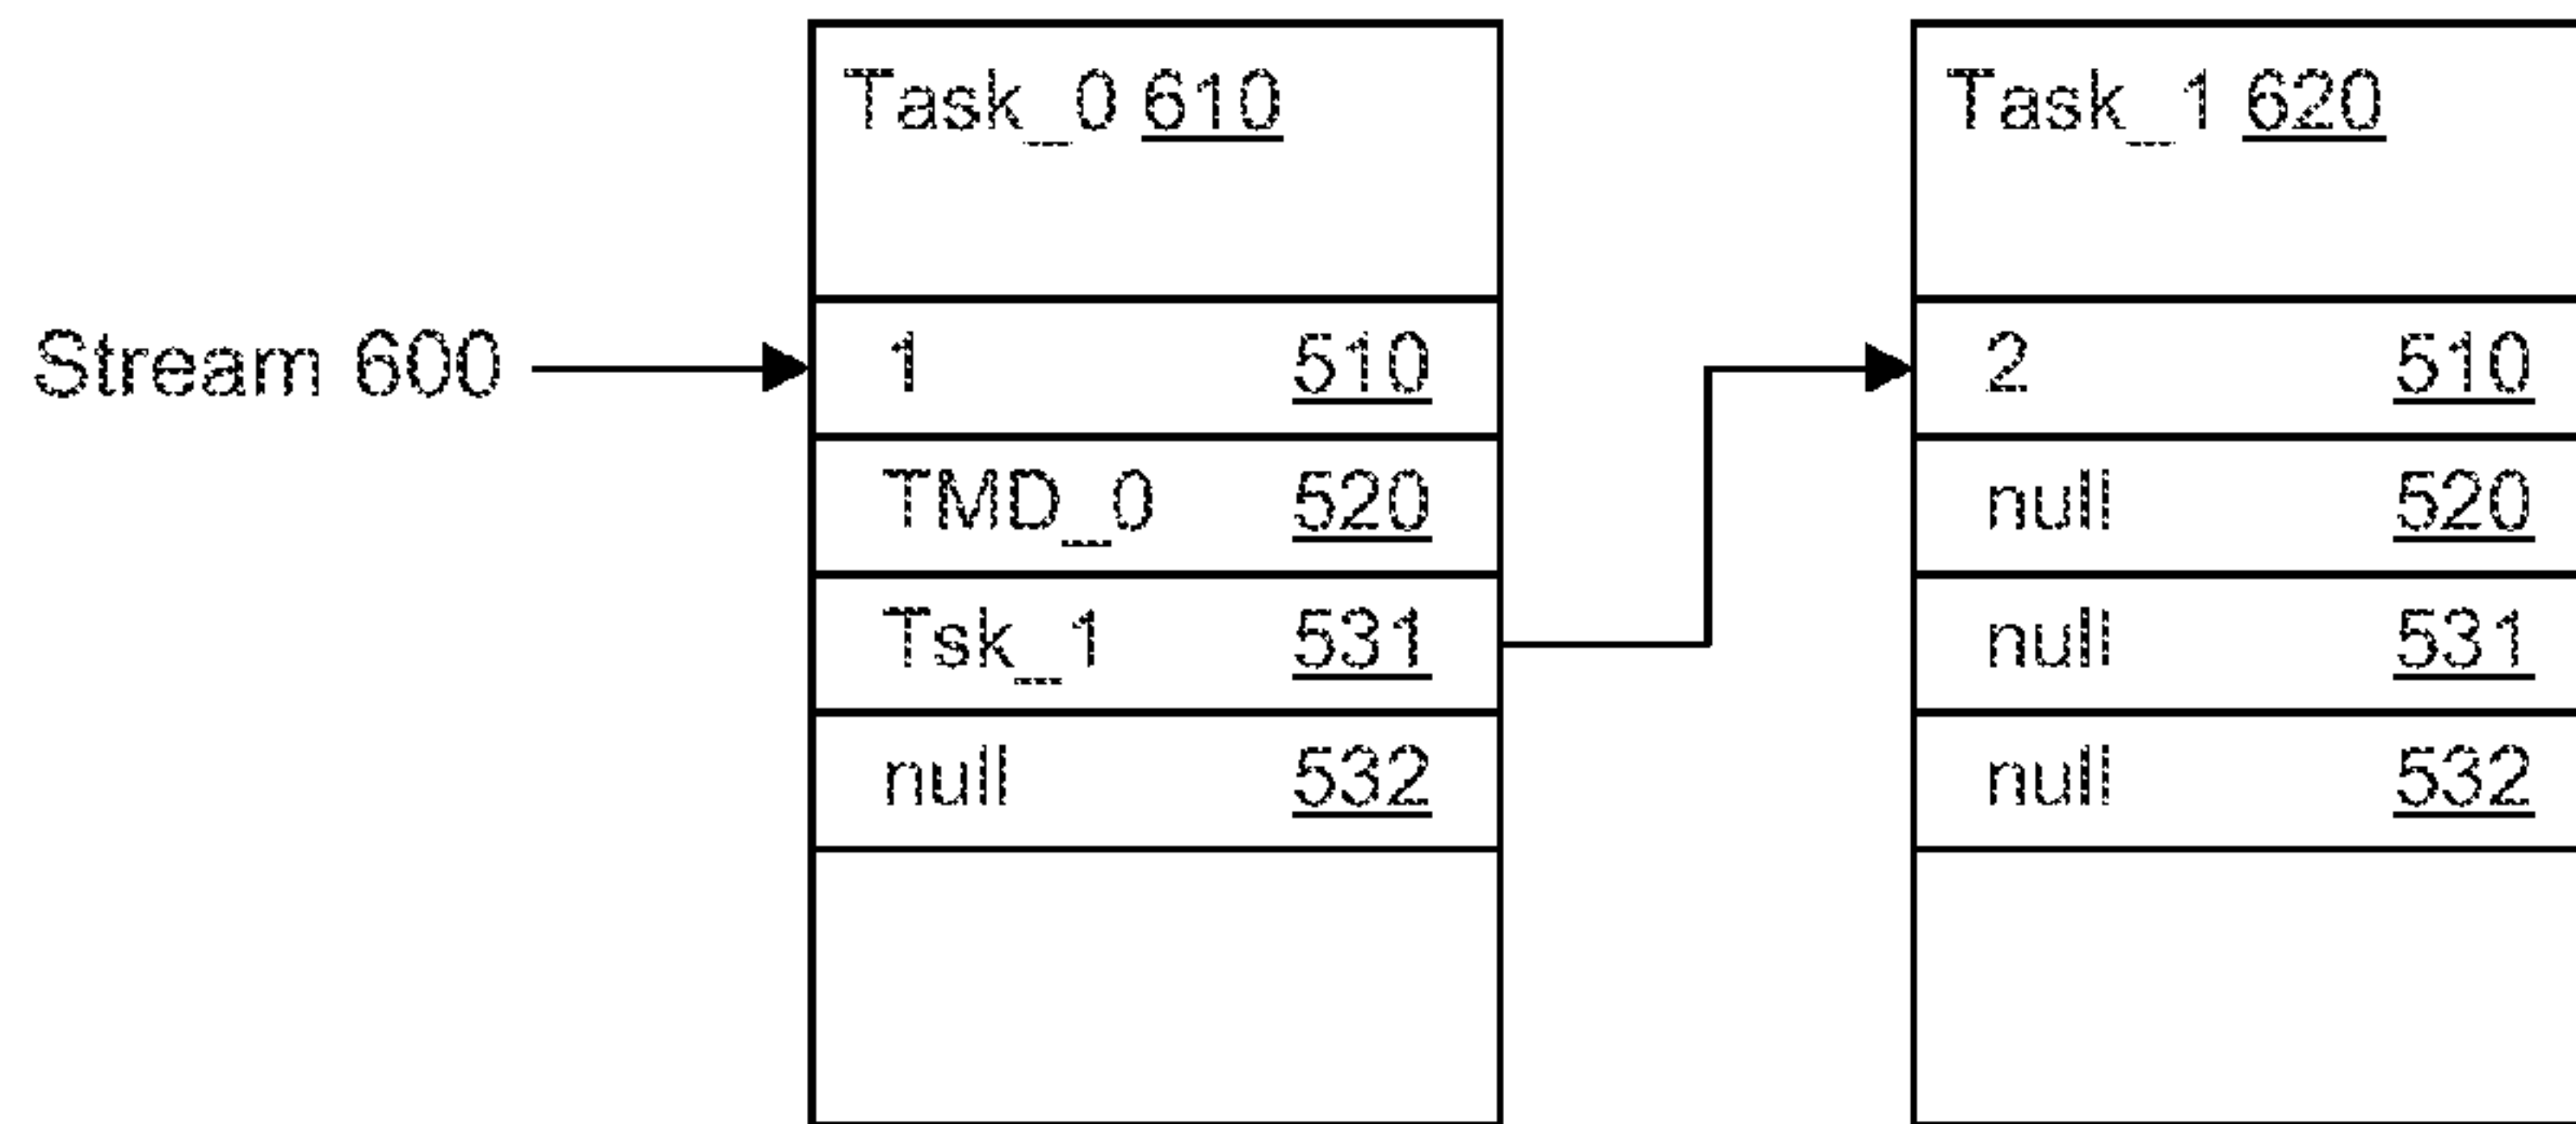 Task_0 610
Task_1 620
Stream 600
1 510
TMD_0 520
Tsk_1 531
null 532
2 510
null 520
null 531
null 532